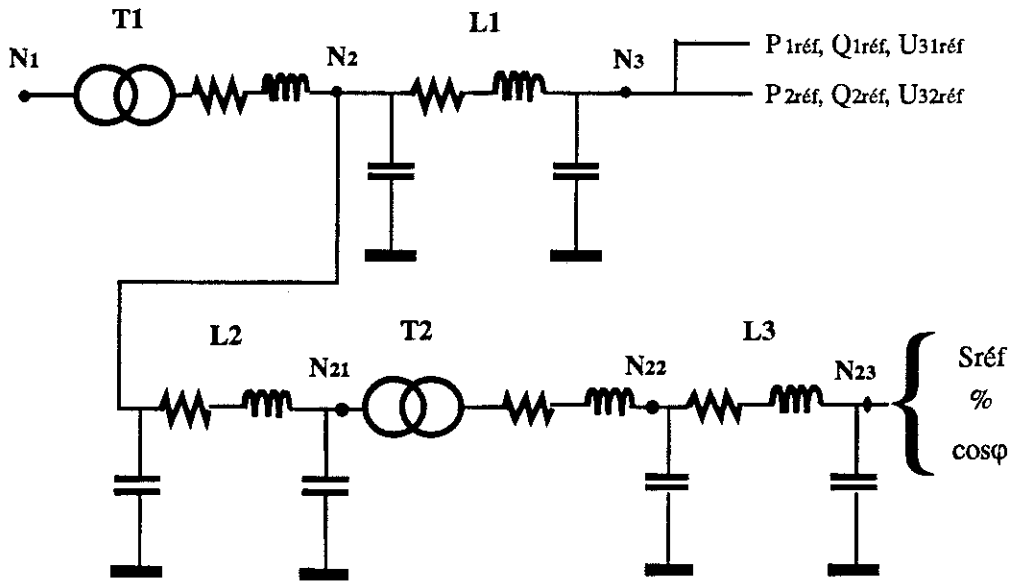 T1
L1
N1
N2
N3
P1réf, Q1réf, U31réf
P2réf, Q2réf, U32réf
L2
T2
L3
N21
N22
N23
Sréf
%
cosφ